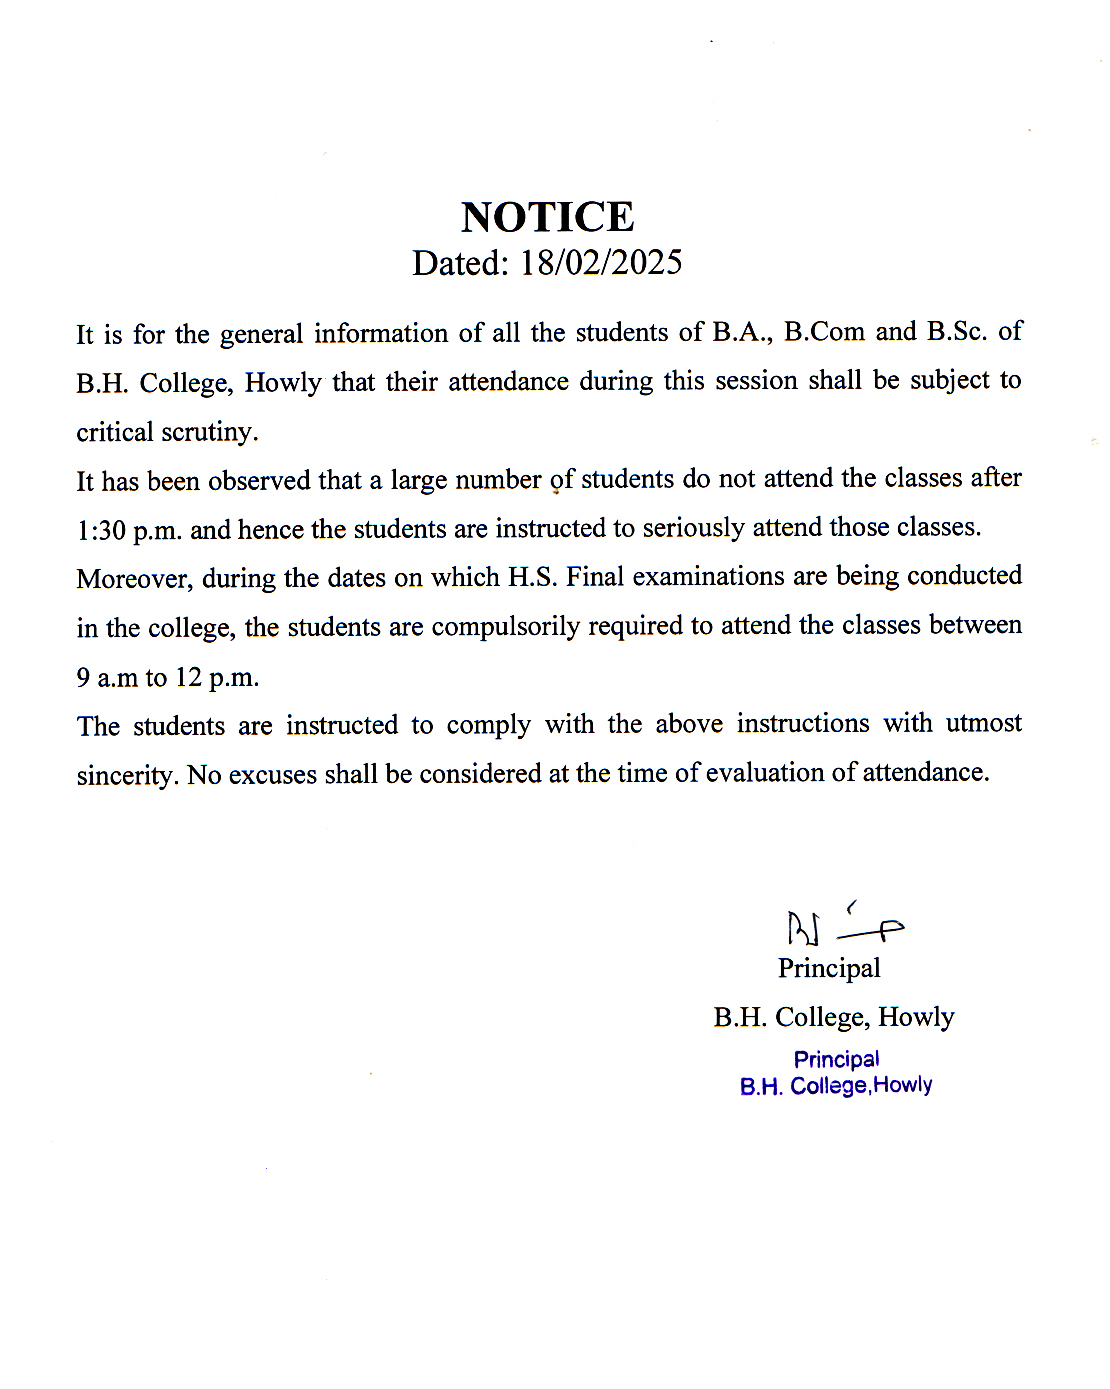 NOTICE
Dated: 18/02/2025
It is for the general information of all the students of B.A., B.Com and B.Sc. of
B.H. College, Howly that their attendance during this session shall be subject to
critical scrutiny.
It has been observed that a large number of students do not attend the classes after
1:30 p.m. and hence the students are instructed to seriously attend those classes.
Moreover, during the dates on which H.S. Final examinations are being conducted
in the college, the students are compulsorily required to attend the classes between
9 a.m to 12 p.m.
The students are instructed to comply with the above instructions with utmost
sincerity. No excuses shall be considered at the time of evaluation of attendance.
Principal
B.H. College, Howly
Principal
B.H. College,Howly